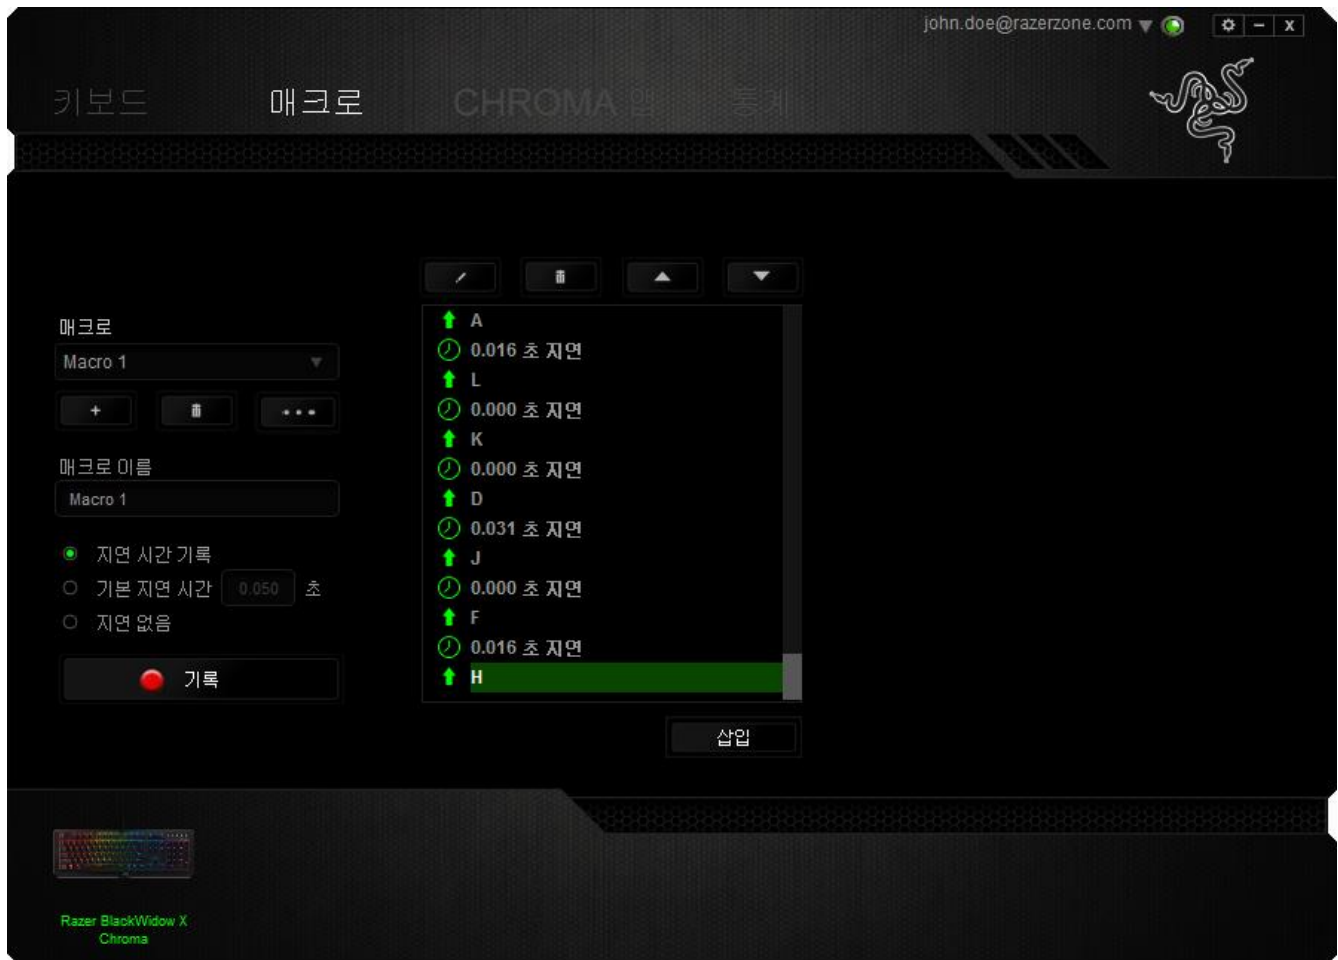 john.doe@razerzone.com
키보드 매크로 CHROMA 앱 통계
매크로
Macro 1
매크로 이름
Macro 1
지연 시간 기록
기본 지연 시간 0.050 초
지연 없음
기록
A
0.016 초 지연
L
0.000 초 지연
K
0.000 초 지연
D
0.031 초 지연
J
0.000 초 지연
F
0.016 초 지연
H
삽입
Razer BlackWidow X
Chroma